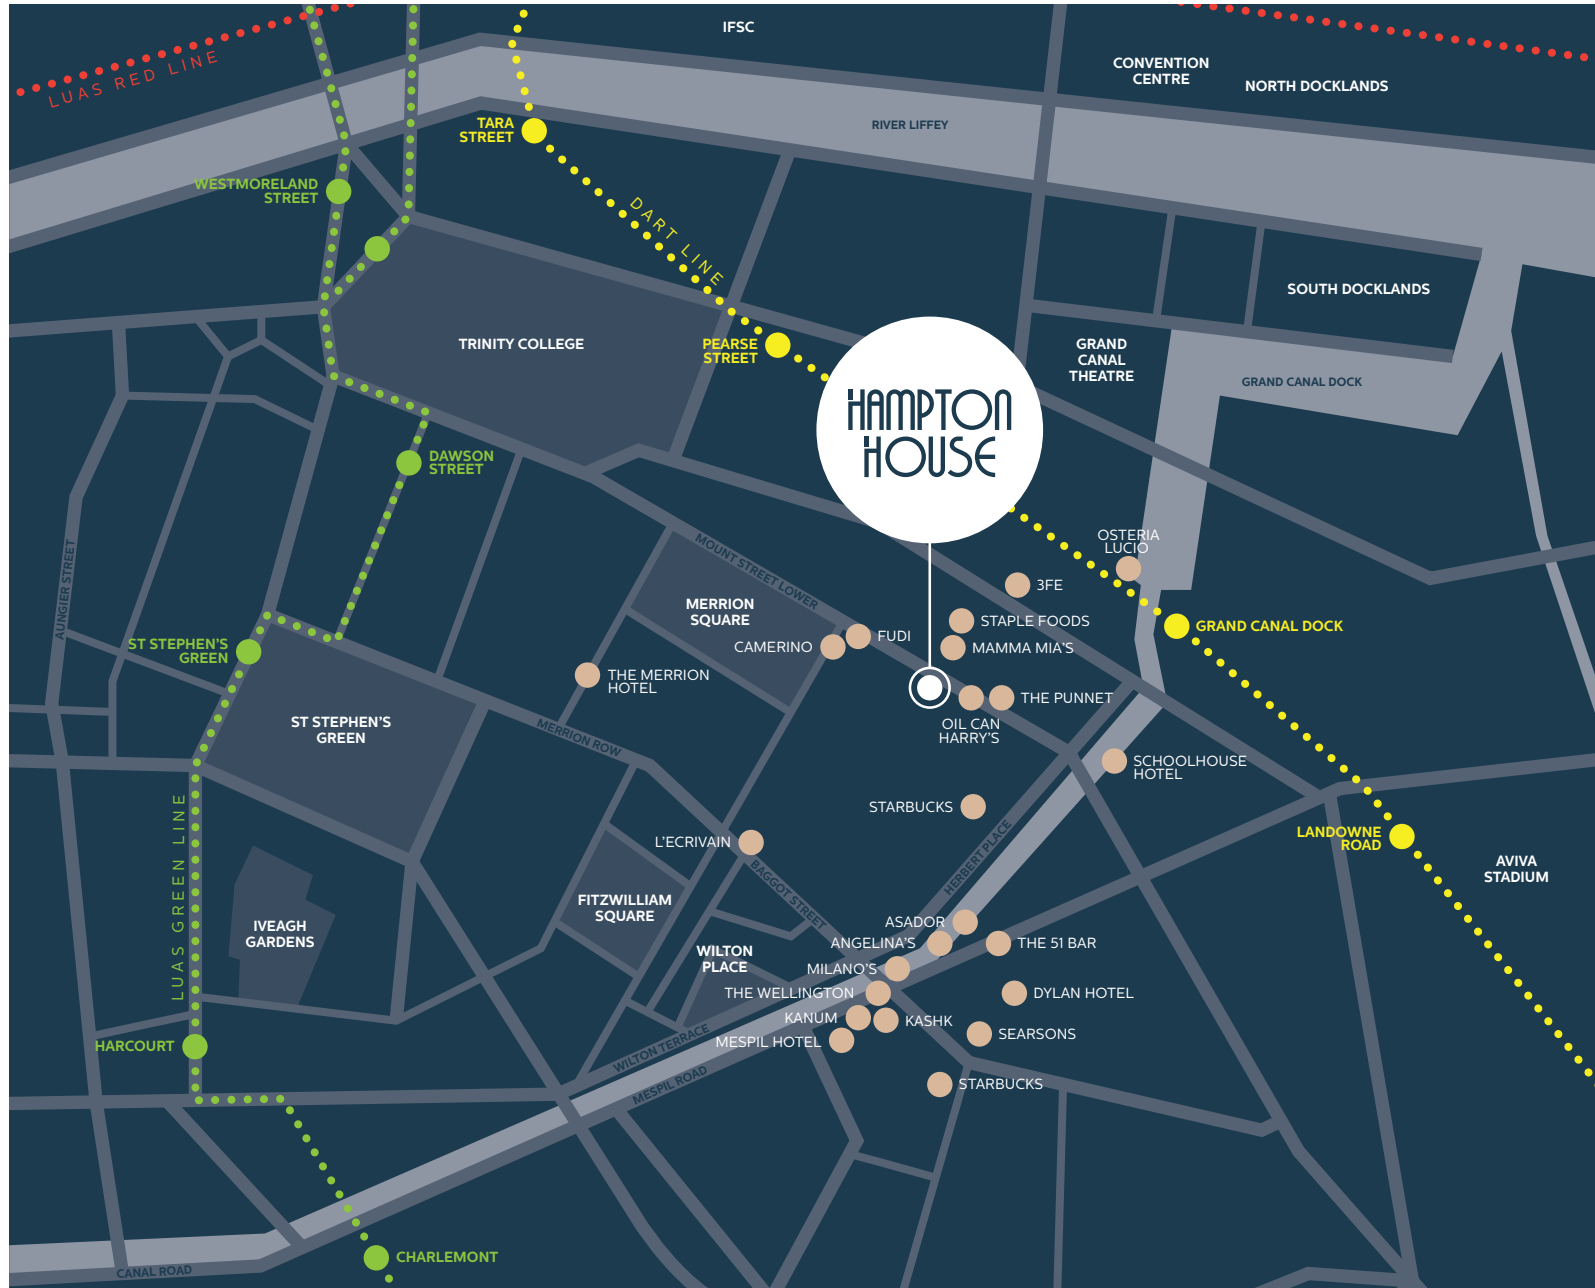 IFSC
LUAS RED LINE
CONVENTION
CENTRE
NORTH DOCKLANDS
TARA
STREET
RIVER LIFFEY
WESTMORELAND
STREET
DART LINE
SOUTH DOCKLANDS
TRINITY COLLEGE
PEARSE
STREET
GRAND
CANAL
THEATRE
GRAND CANAL DOCK
HAMPTON
HOUSE
DAWSON
STREET
MOUNT STREET LOWER
OSTERIA
LUCIO
3FE
AUNGIER STREET
MERRION
SQUARE
STAPLE FOODS
GRAND CANAL DOCK
CAMERINO
FUDI
MAMMA MIA'S
ST STEPHEN'S
GREEN
THE MERRION
HOTEL
THE PUNNET
OIL CAN
HARRY'S
ST STEPHEN'S
GREEN
MERRION ROW
SCHOOLHOUSE
HOTEL
STARBUCKS
LUAS GREEN LINE
L'ECRIVAIN
HERBERT PLACE
LANDOWNE
ROAD
AVIVA
STADIUM
BAGGOT STREET
FITZWILLIAM
SQUARE
IVEAGH
GARDENS
ASADOR
ANGELINA'S
THE 51 BAR
WILTON
PLACE
MILANO'S
THE WELLINGTON
DYLAN HOTEL
KANUM
KASHK
HARCOURT
WILTON TERRACE
MESPIL HOTEL
SEARSONS
MESPIL ROAD
STARBUCKS
CHARLEMONT
CANAL ROAD